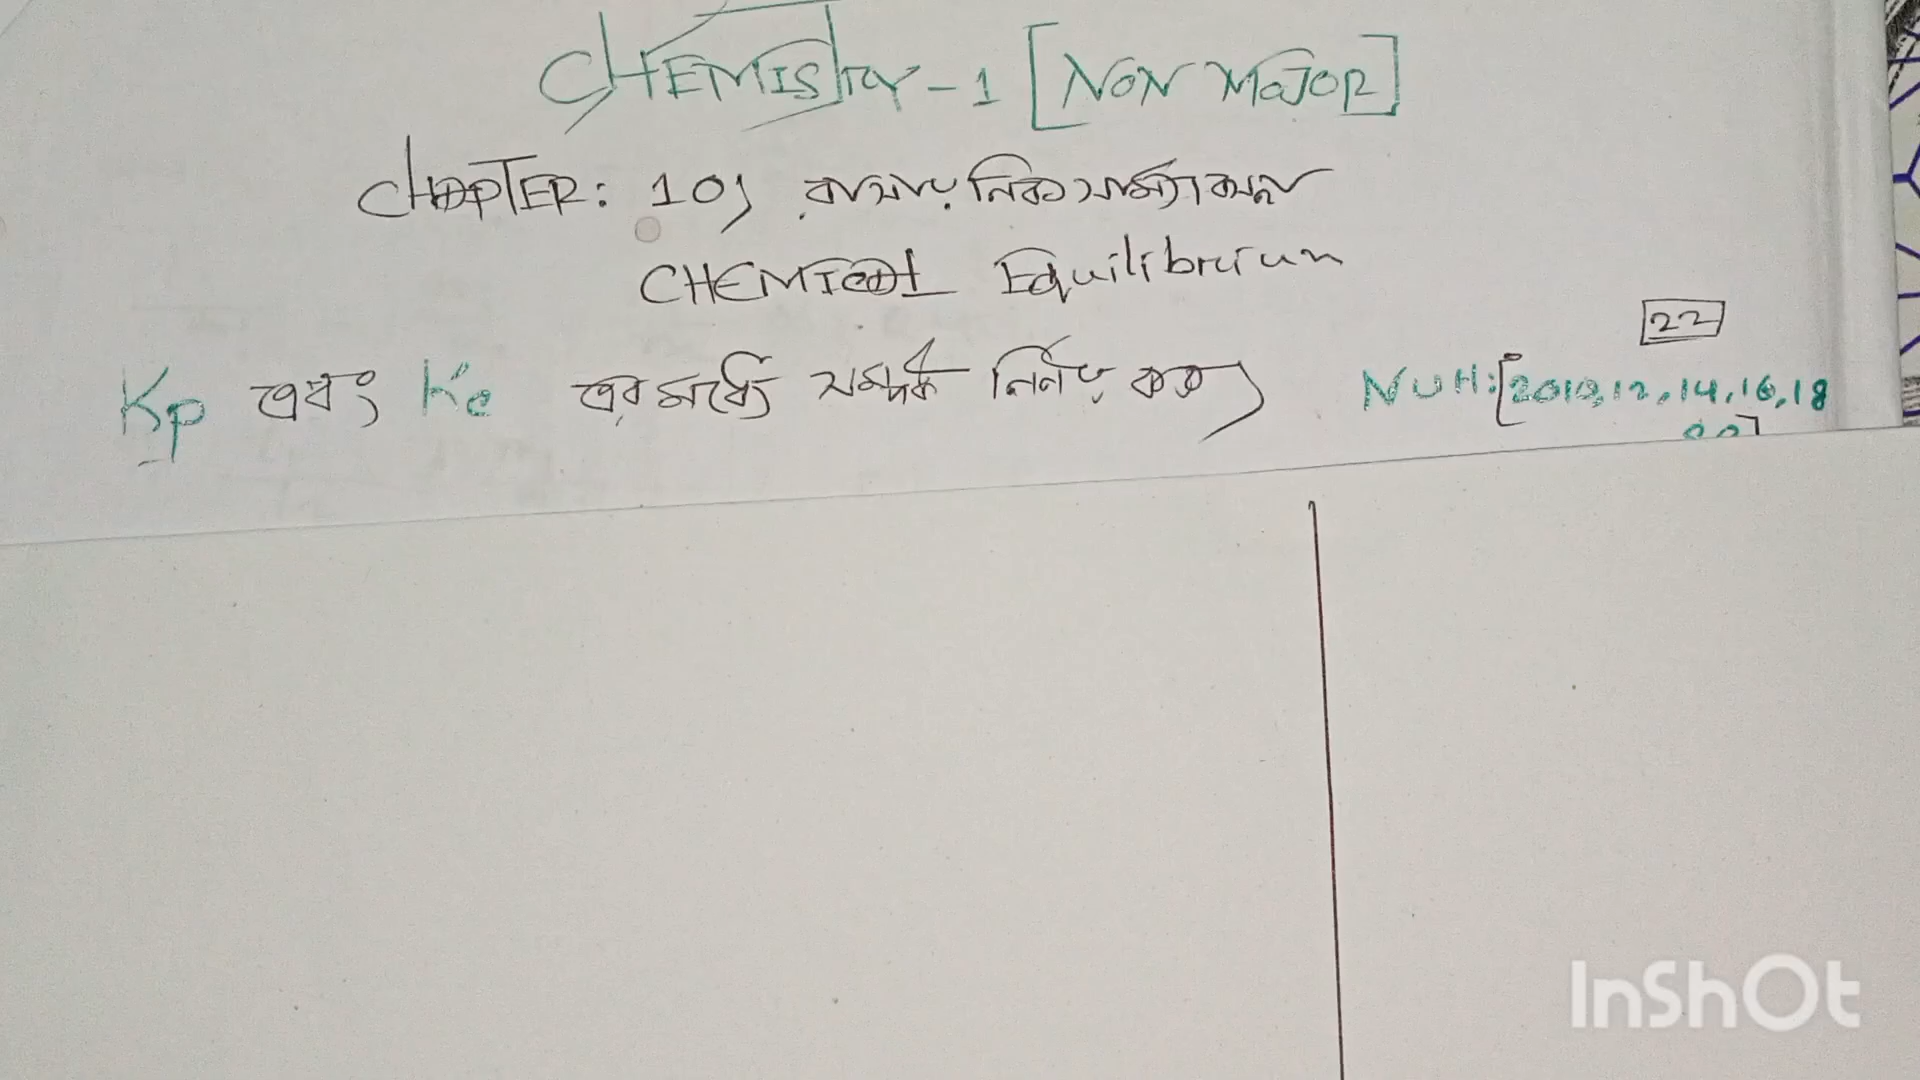 CHEMISTRY-1 [NON MAJOR]
CHAPTER: 10; রাসায়নিক সাম্যাবস্থা
CHEMICAL Equilibrium
22
Kp এবং Kc এর মধ্যে সম্পর্ক নির্ণয় কর; NUH:[2010,12,14,16,18
InShOt